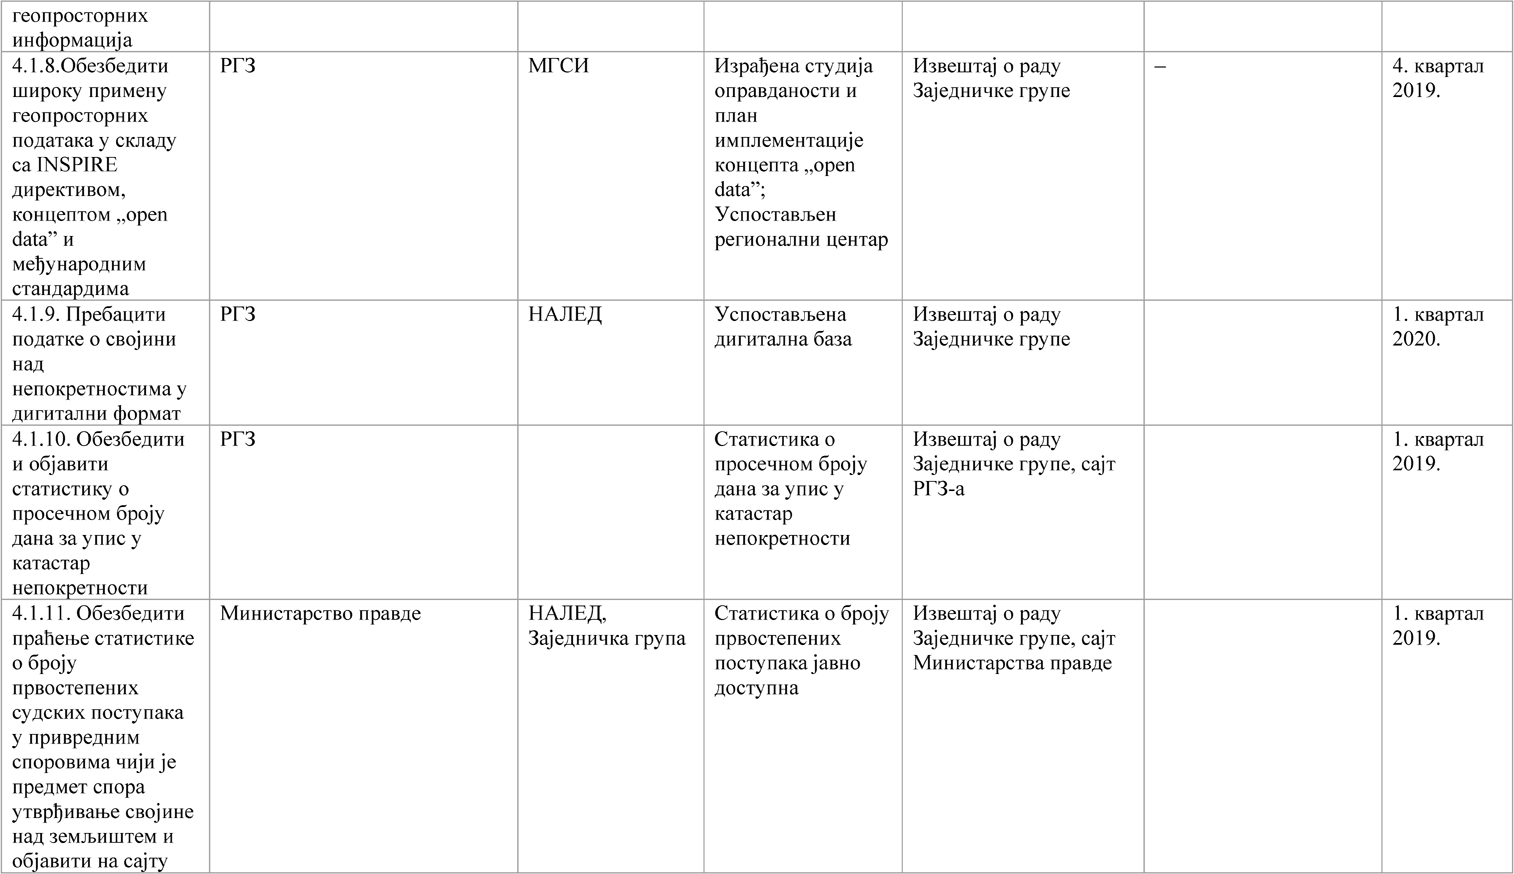 геопросторних
информација
4.1.8.Обезбедити
широку примену
геопросторних
података у складу
са INSPIRE
директивом,
концептом „open
data” и
међународним
стандардима
РГЗ
МГСИ
Израђена студија
оправданости и
план
имплементације
концепта „open
data”;
Успостављен
регионални центар
Извештај о раду
Заједничке групе
–
4. квартал
2019.
4.1.9. Пребацити
податке о својини
над
непокретностима у
дигитални формат
РГЗ
НАЛЕД
Успостављена
дигитална база
Извештај о раду
Заједничке групе
1. квартал
2020.
4.1.10. Обезбедити
и објавити
статистику о
просечном броју
дана за упис у
катастар
непокретности
РГЗ
Статистика о
просечном броју
дана за упис у
катастар
непокретности
Извештај о раду
Заједничке групе, сајт
РГЗ-а
1. квартал
2019.
4.1.11. Обезбедити
праћење статистике
о броју
првостепених
судских поступака
у привредним
споровима чији је
предмет спора
утврђивање својине
над земљиштем и
објавити на сајту
Министарство правде
НАЛЕД,
Заједничка група
Статистика о броју
првостепених
поступака јавно
доступна
Извештај о раду
Заједничке групе, сајт
Министарства правде
1. квартал
2019.